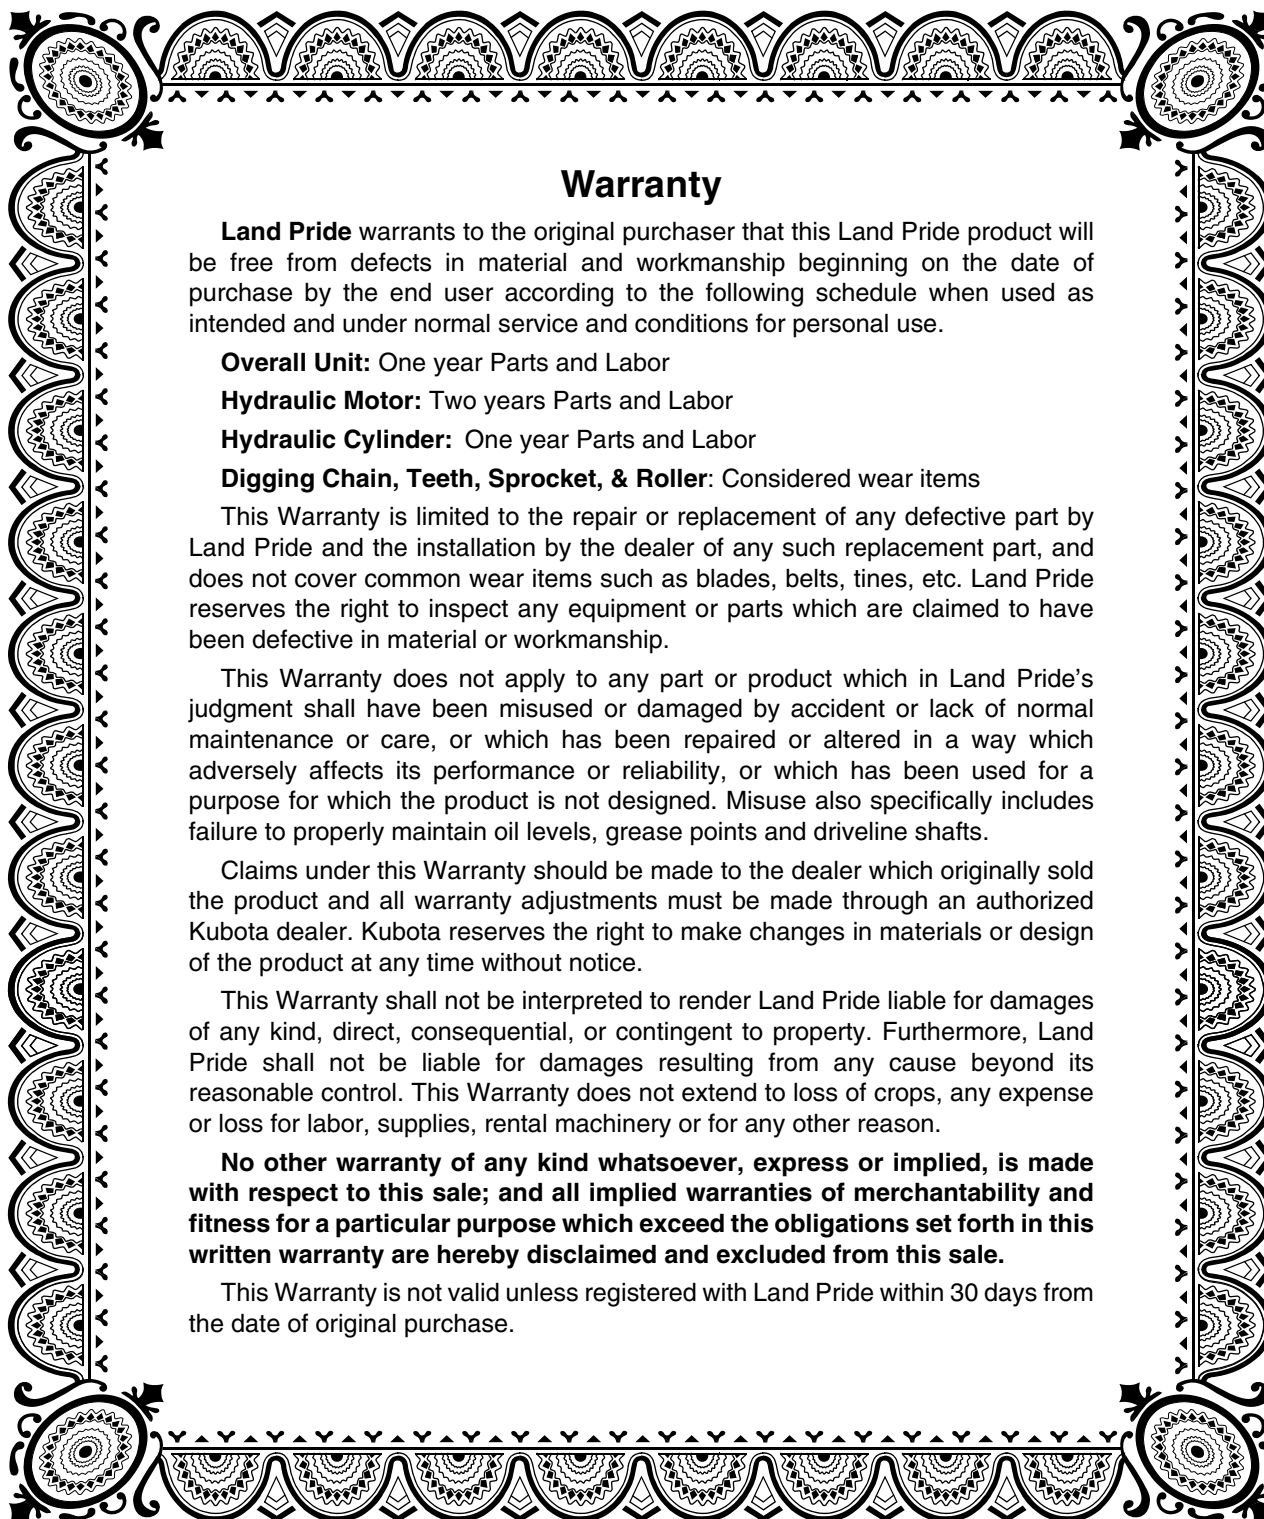 Warranty
Land Pride warrants to the original purchaser that this Land Pride product will
be free from defects in material and workmanship beginning on the date of
purchase by the end user according to the following schedule when used as
intended and under normal service and conditions for personal use.
Overall Unit: One year Parts and Labor
Hydraulic Motor: Two years Parts and Labor
Hydraulic Cylinder: One year Parts and Labor
Digging Chain, Teeth, Sprocket, & Roller: Considered wear items
This Warranty is limited to the repair or replacement of any defective part by
Land Pride and the installation by the dealer of any such replacement part, and
does not cover common wear items such as blades, belts, tines, etc. Land Pride
reserves the right to inspect any equipment or parts which are claimed to have
been defective in material or workmanship.
This Warranty does not apply to any part or product which in Land Pride’s
judgment shall have been misused or damaged by accident or lack of normal
maintenance or care, or which has been repaired or altered in a way which
adversely affects its performance or reliability, or which has been used for a
purpose for which the product is not designed. Misuse also specifically includes
failure to properly maintain oil levels, grease points and driveline shafts.
Claims under this Warranty should be made to the dealer which originally sold
the product and all warranty adjustments must be made through an authorized
Kubota dealer. Kubota reserves the right to make changes in materials or design
of the product at any time without notice.
This Warranty shall not be interpreted to render Land Pride liable for damages
of any kind, direct, consequential, or contingent to property. Furthermore, Land
Pride shall not be liable for damages resulting from any cause beyond its
reasonable control. This Warranty does not extend to loss of crops, any expense
or loss for labor, supplies, rental machinery or for any other reason.
No other warranty of any kind whatsoever, express or implied, is made
with respect to this sale; and all implied warranties of merchantability and
fitness for a particular purpose which exceed the obligations set forth in this
written warranty are hereby disclaimed and excluded from this sale.
This Warranty is not valid unless registered with Land Pride within 30 days from
the date of original purchase.